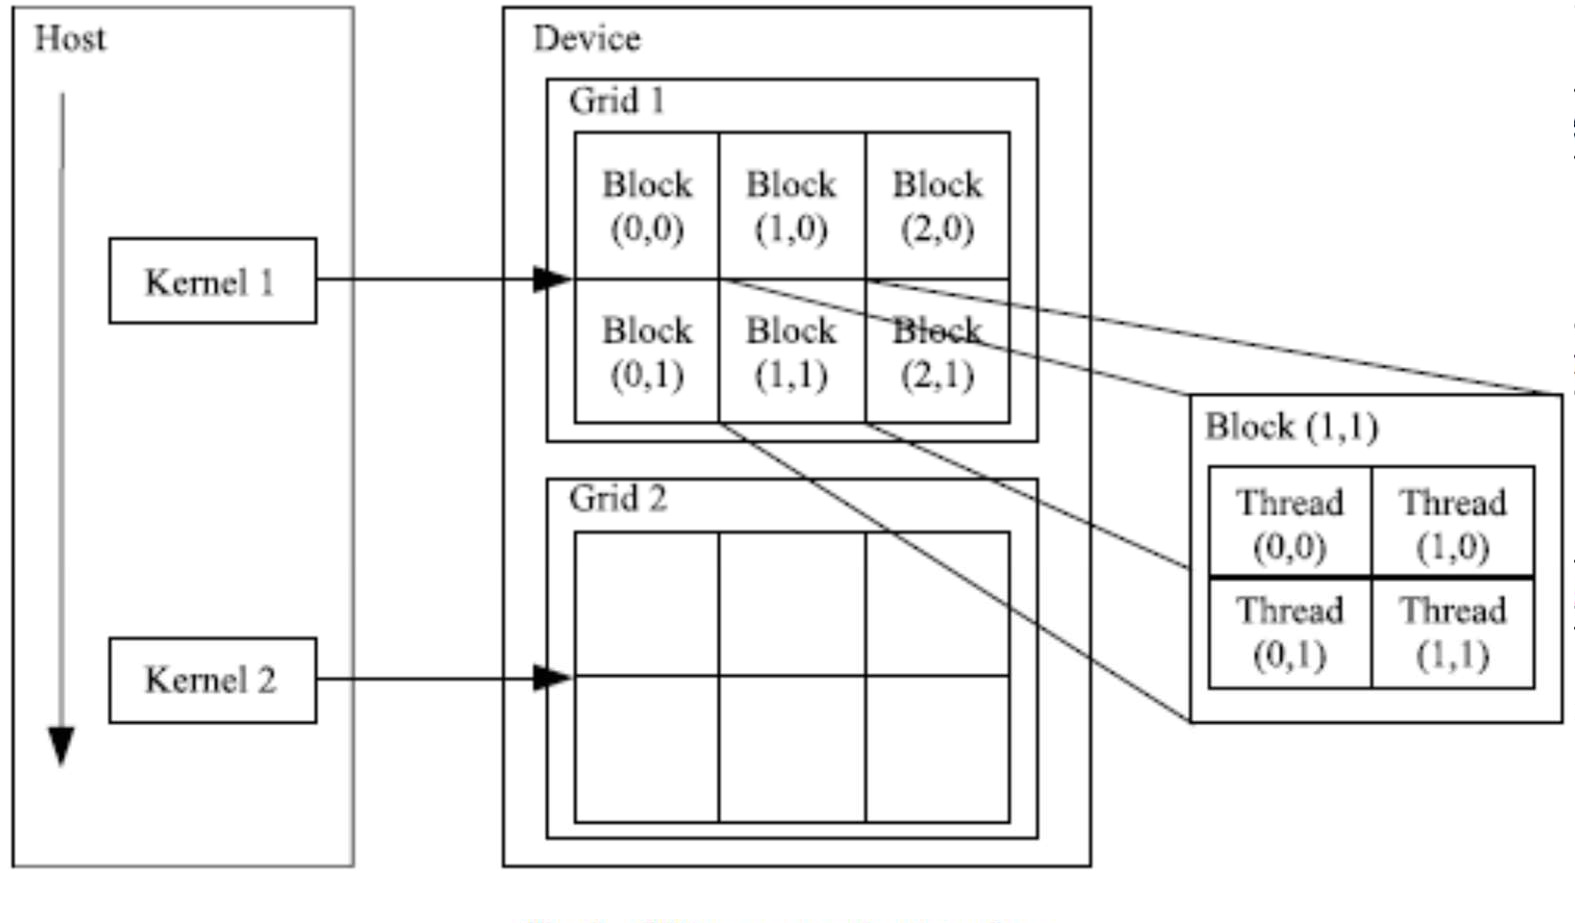 Host
Kernel 1
Kernel 2
Device
Grid 1
Block
(0,0)
Block
(1,0)
Block
(2,0)
Block
(0,1)
Block
(1,1)
Block
(2,1)
Grid 2
Block (1,1)
Thread
(0,0)
Thread
(1,0)
Thread
(0,1)
Thread
(1,1)